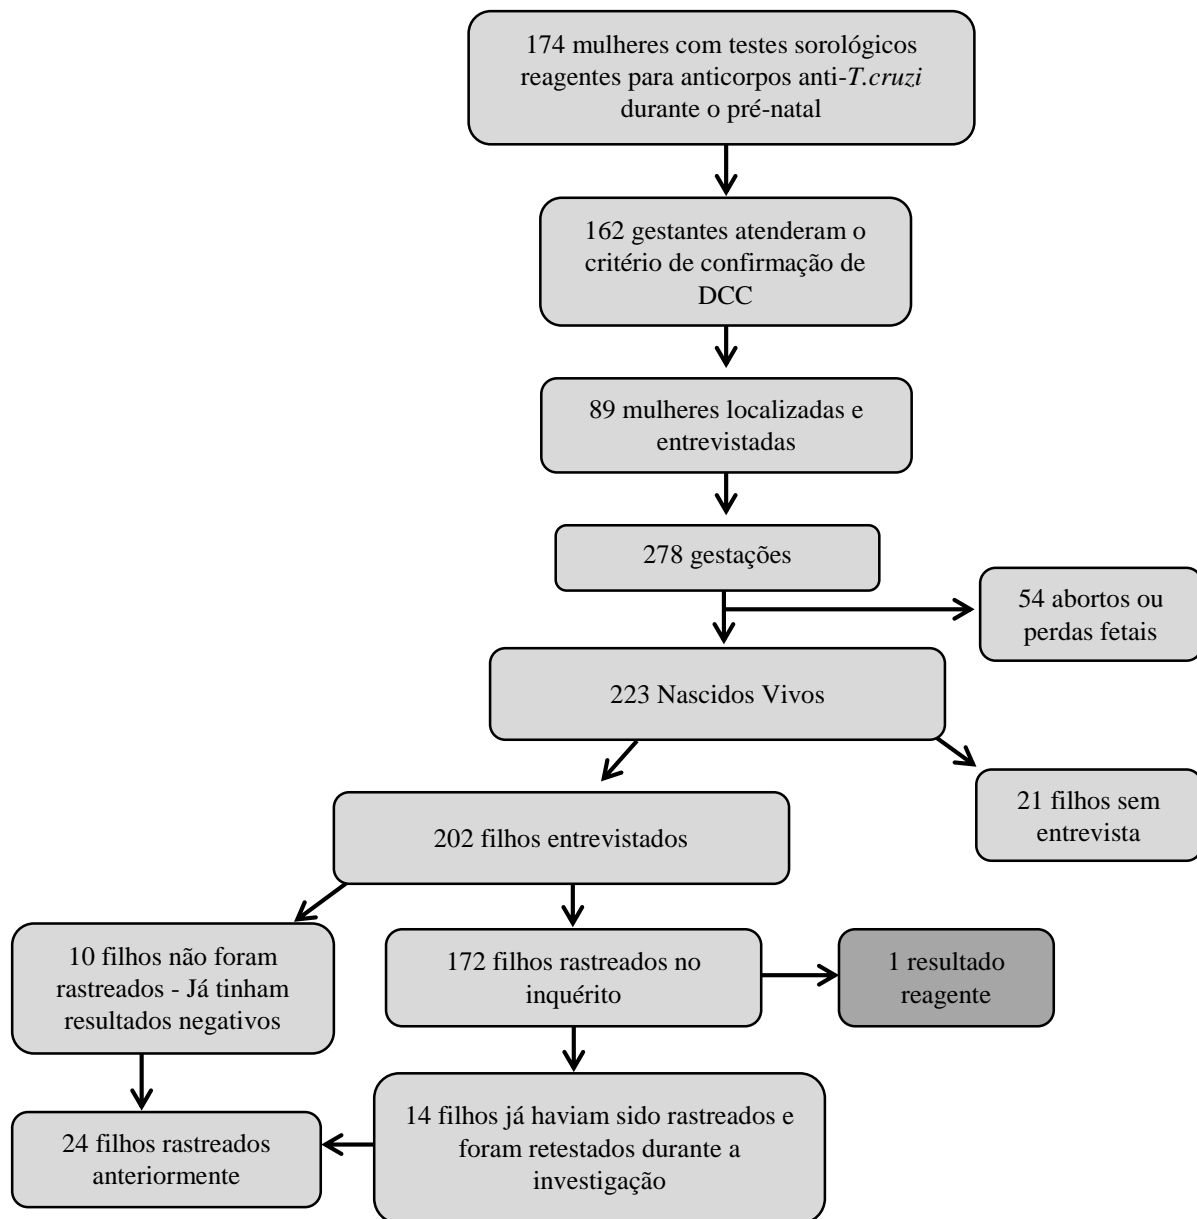 174 mulheres com testes sorológicos
reagentes para anticorpos anti-T.cruzi
durante o pré-natal
162 gestantes atenderam o
critério de confirmação de
DCC
89 mulheres localizadas e
entrevistadas
278 gestações
54 abortos ou
perdas fetais
223 Nascidos Vivos
21 filhos sem
entrevista
202 filhos entrevistados
10 filhos não foram
rastreados - Já tinham
resultados negativos
172 filhos rastreados no
inquérito
1 resultado
reagente
14 filhos já haviam sido rastreados e
foram retestados durante a
investigação
24 filhos rastreados
anteriormente